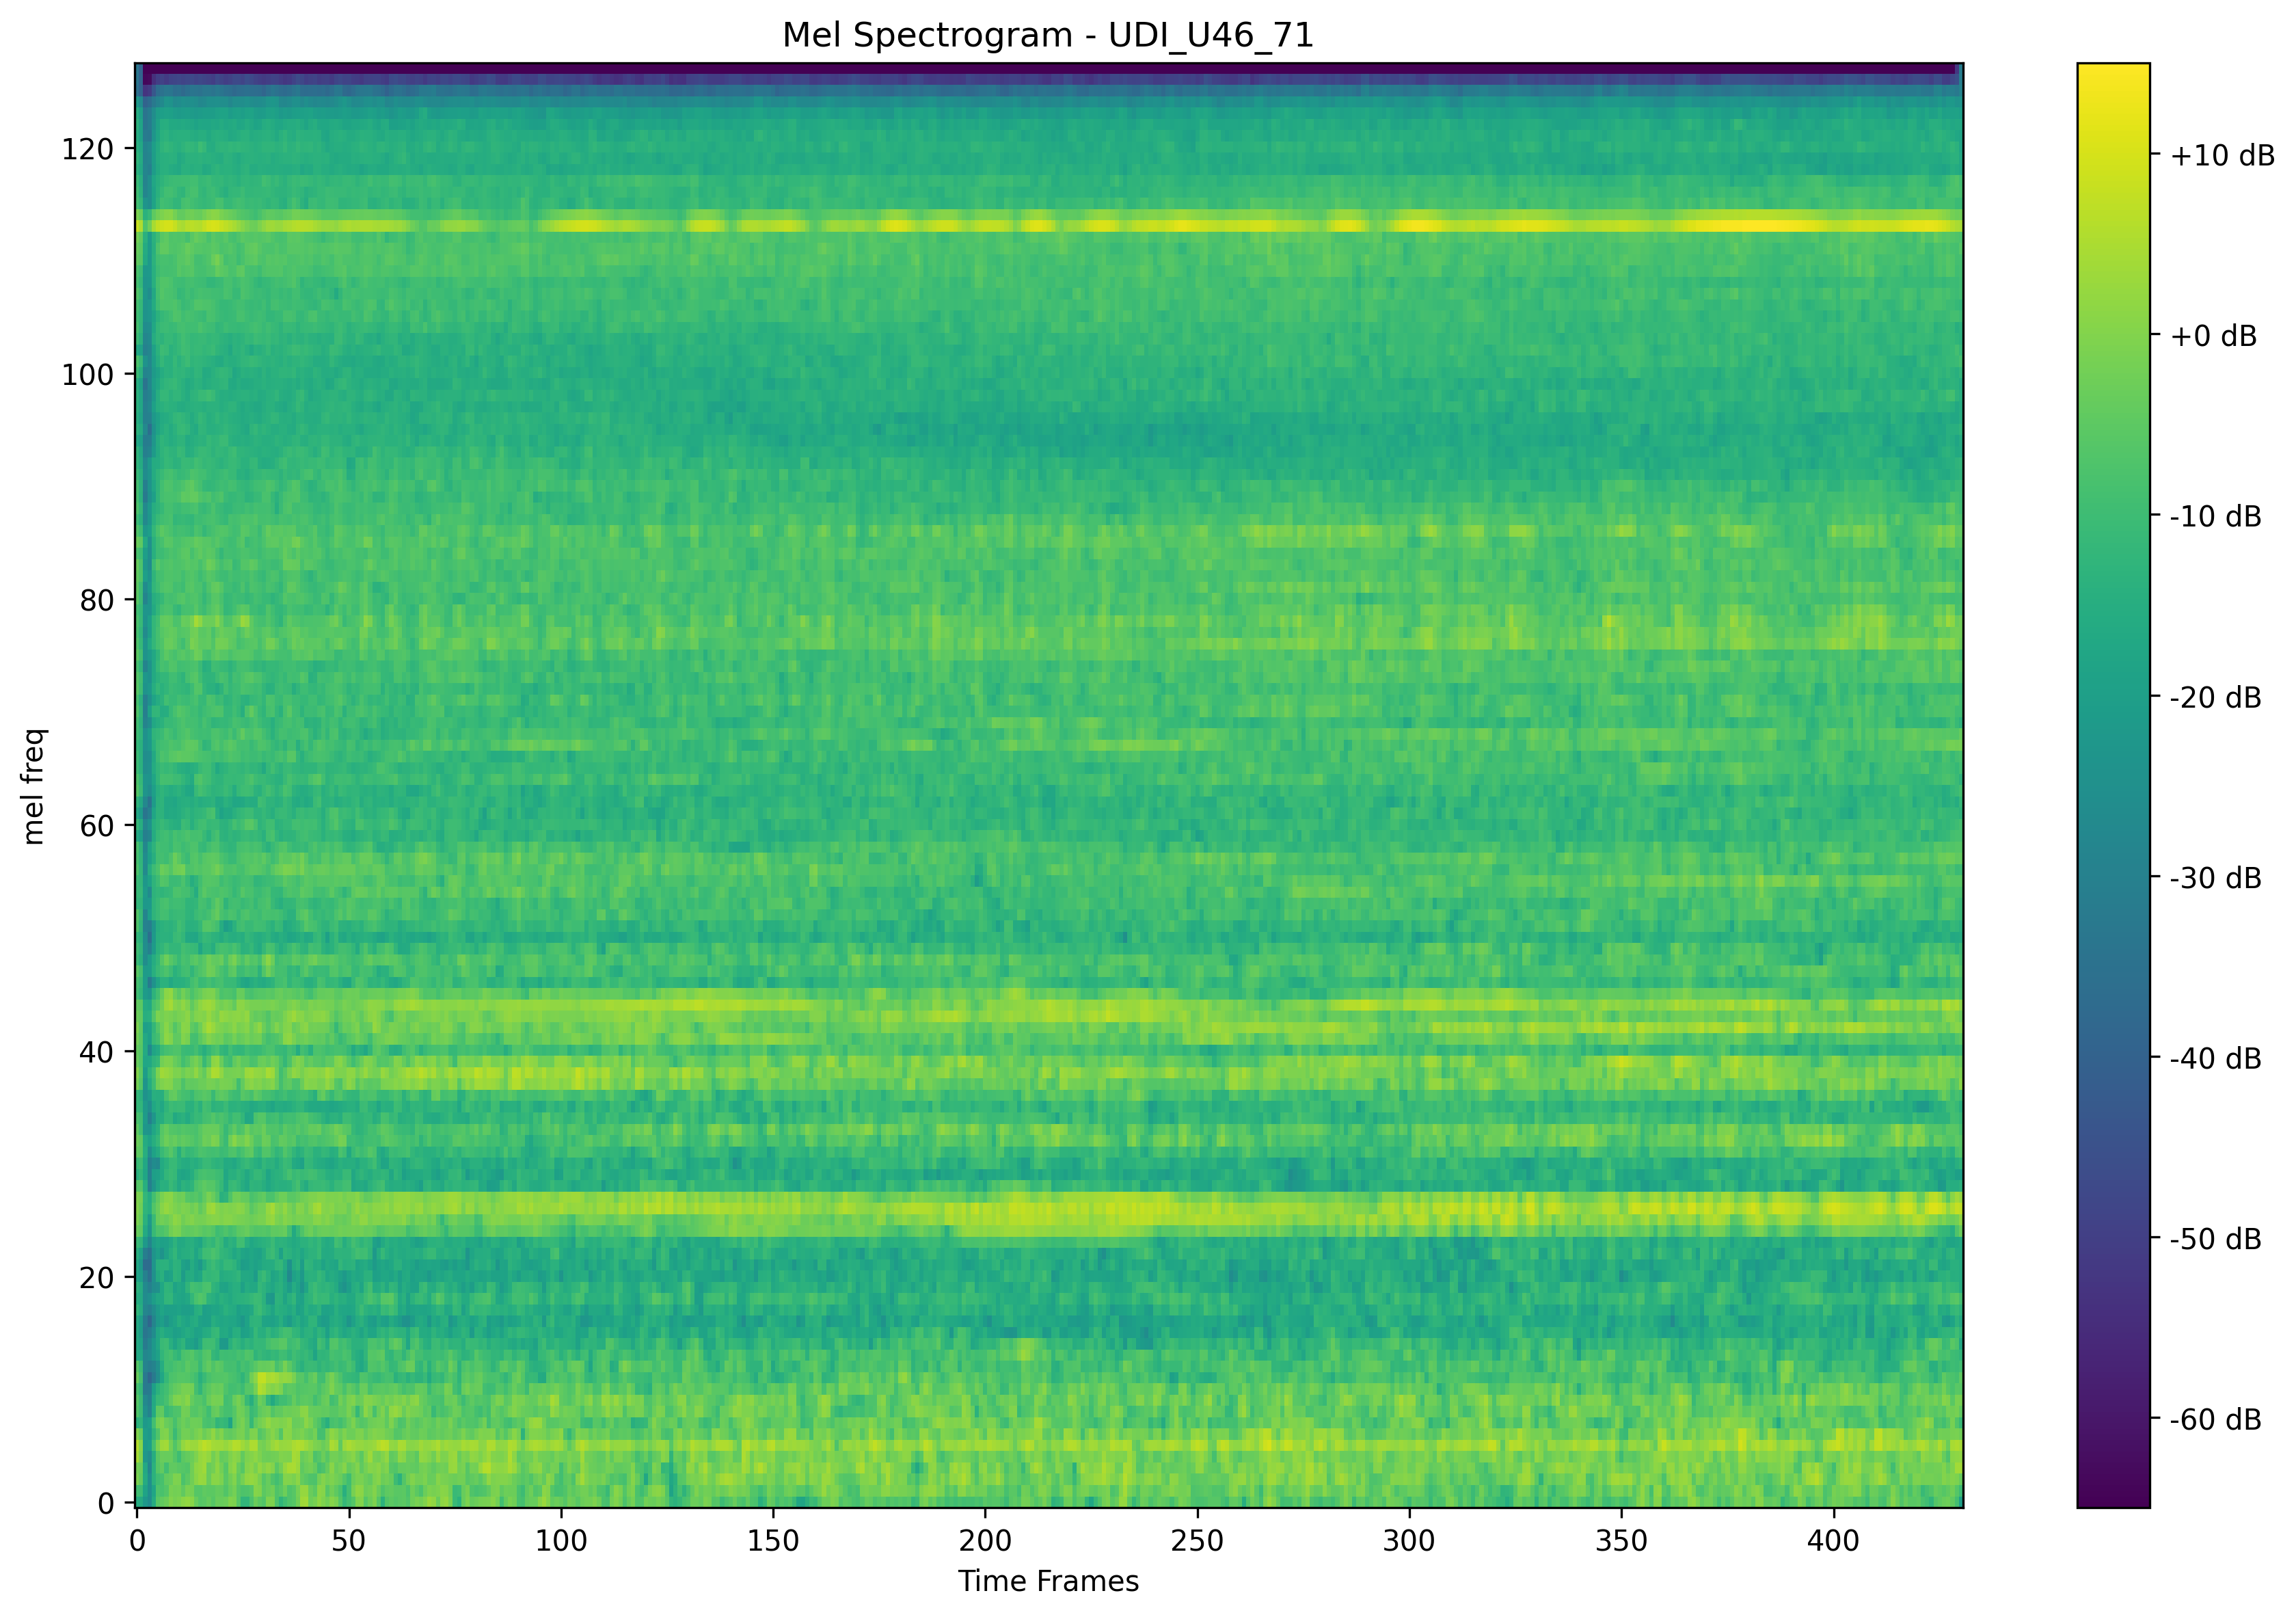 Mel Spectrogram - UDI_U46_71
mel freq
120
100
80
60
40
20
0
0 50 100 150 200 250 300 350 400
Time Frames
+10 dB
+0 dB
-10 dB
-20 dB
-30 dB
-40 dB
-50 dB
-60 dB